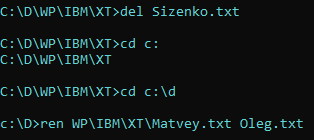 C:\D\WP\IBM\XT>del Sizenko.txt
C:\D\WP\IBM\XT>cd c:
C:\D\WP\IBM\XT
C:\D\WP\IBM\XT>cd c:\d
c:\D>ren WP\IBM\XT\Matvey.txt Oleg.txt